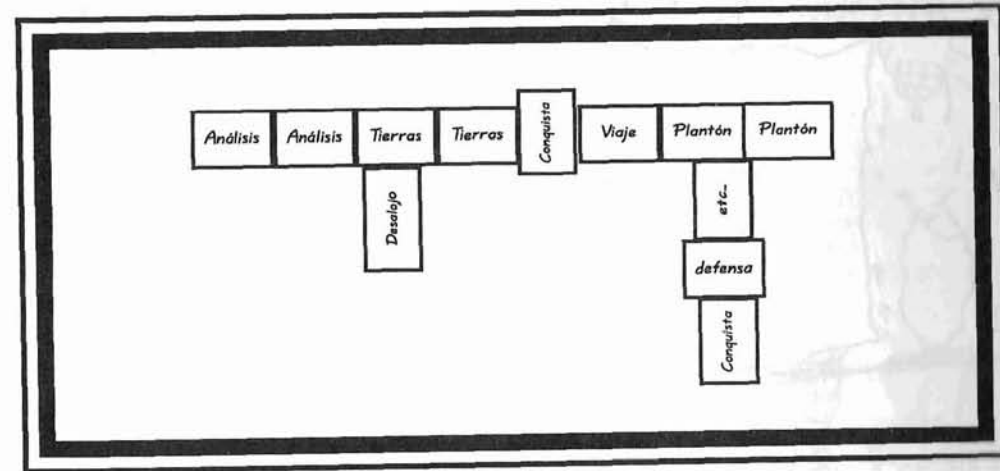 Análisis Análisis Tierras Tierras Conquista Viaje Plantón Plantón
Desalojo
etc..
defensa
Conquista